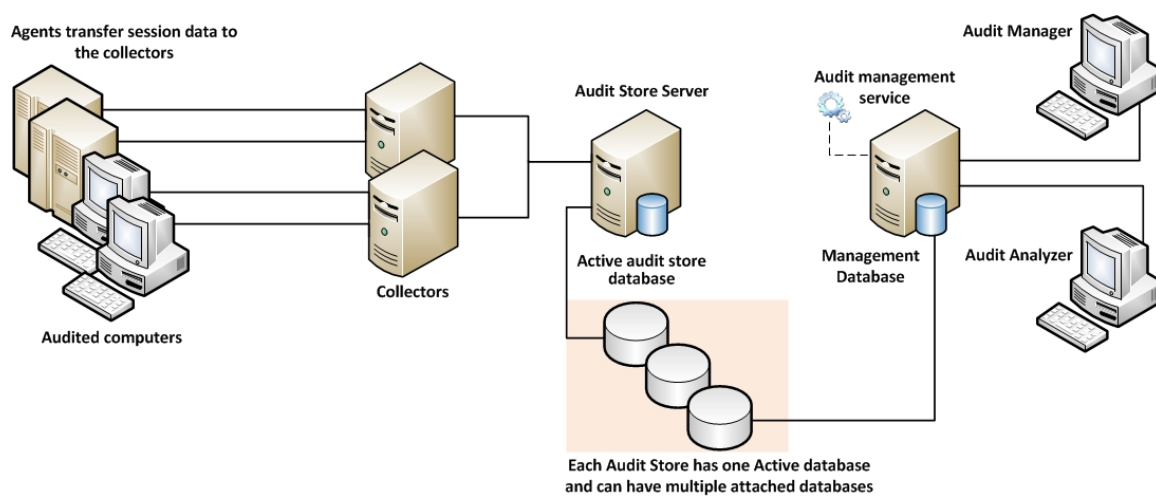 Agents transfer session data to
the collectors
Audited computers
Collectors
Audit Store Server
Active audit store
database
Each Audit Store has one Active database
and can have multiple attached databases
Audit management
service
Management
Database
Audit Manager
Audit Analyzer